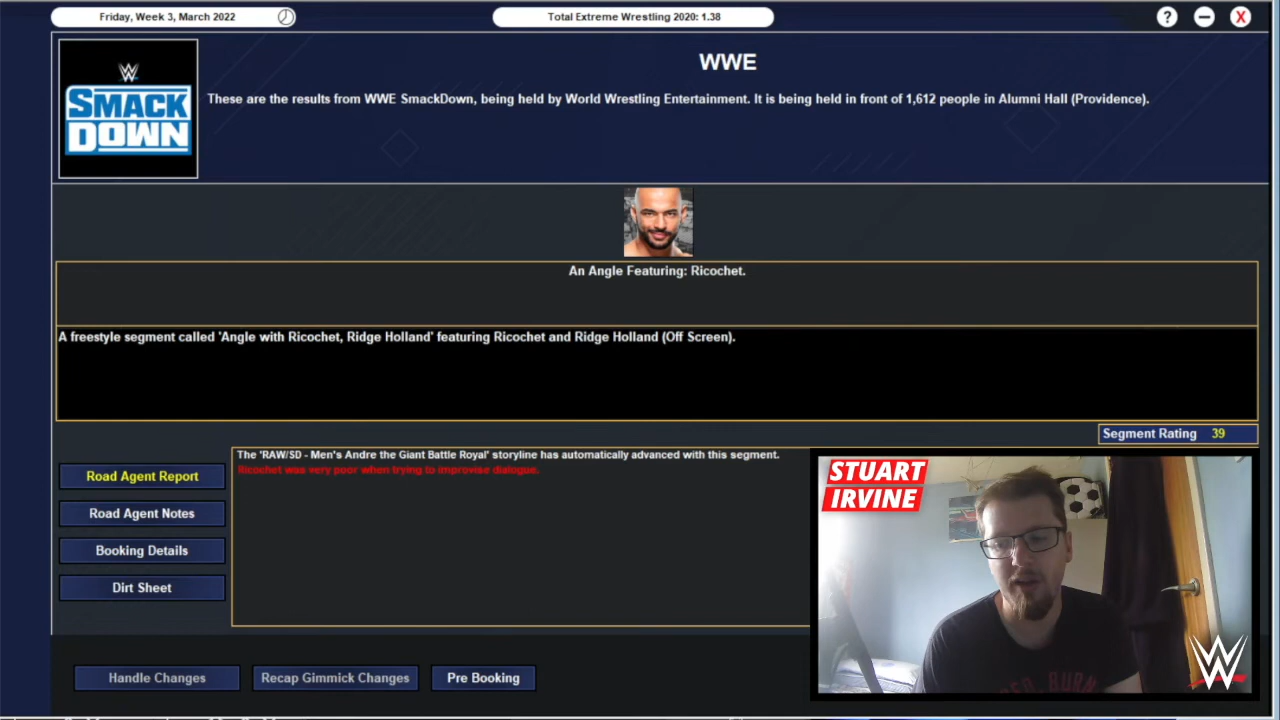 Friday, Week 3, March 2022
Total Extreme Wrestling 2020: 1.38
?
X
W
SMACK
DOWN
WWE
These are the results from WWE SmackDown, being held by World Wrestling Entertainment. It is being held in front of 1,612 people in Alumni Hall (Providence).
An Angle Featuring: Ricochet.
A freestyle segment called 'Angle with Ricochet, Ridge Holland' featuring Ricochet and Ridge Holland (Off Screen).
Segment Rating 39
Road Agent Report
Road Agent Notes
Booking Details
Dirt Sheet
The 'RAW/SD - Men's Andre the Giant Battle Royal' storyline has automatically advanced with this segment.
Ricochet was very poor when trying to improvise dialogue.
STUART
IRVINE
Handle Changes
Recap Gimmick Changes
Pre Booking